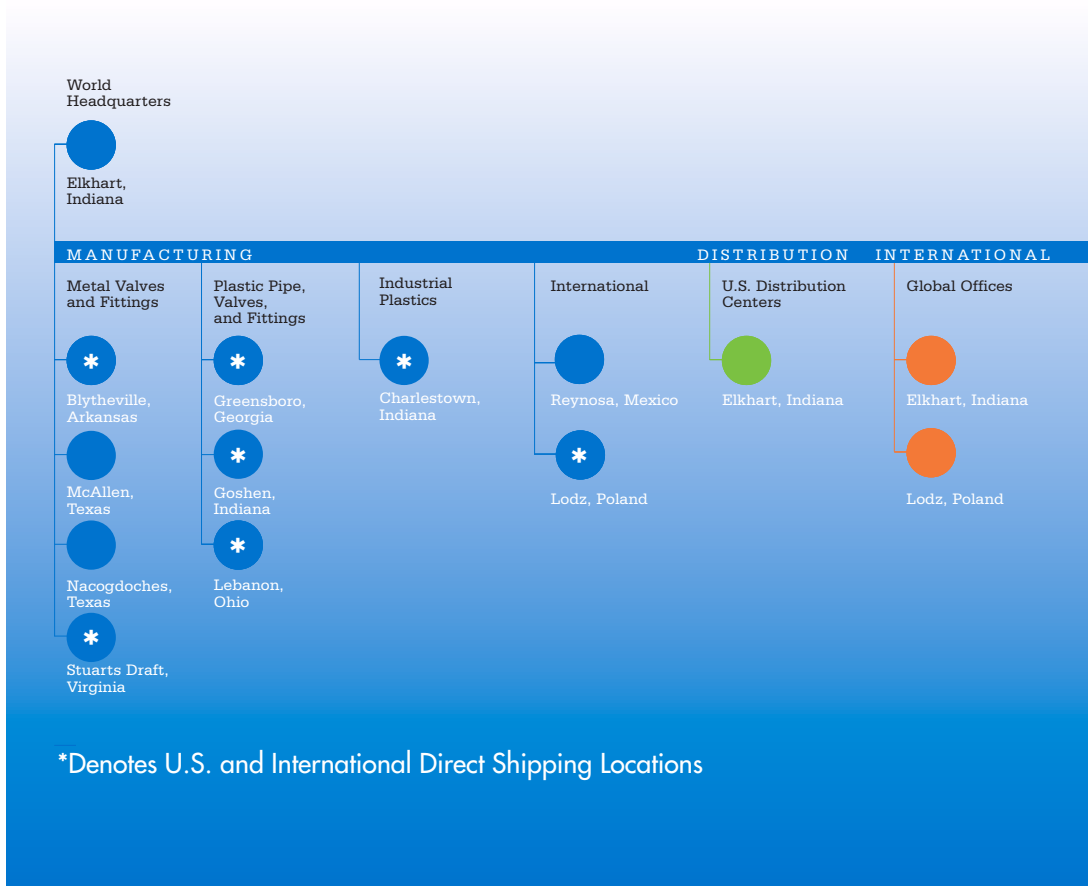 World
Headquarters
Elkhart,
Indiana
MANUFACTURING
DISTRIBUTION
INTERNATIONAL
Metal Valves
and Fittings
*
Blytheville,
Arkansas
McAllen,
Texas
Nacogdoches,
Texas
*
Stuarts Draft,
Virginia
Plastic Pipe,
Valves,
and Fittings
*
Greensboro,
Georgia
*
Goshen,
Indiana
*
Lebanon,
Ohio
Industrial
Plastics
*
Charlestown,
Indiana
International
Reynosa, Mexico
*
Lodz, Poland
U.S. Distribution
Centers
Elkhart, Indiana
Global Offices
Elkhart, Indiana
Lodz, Poland
*Denotes U.S. and International Direct Shipping Locations